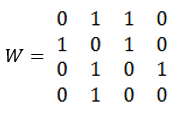 0 1 1 0
W = 1 0 1 0
0 1 0 1
0 1 0 0